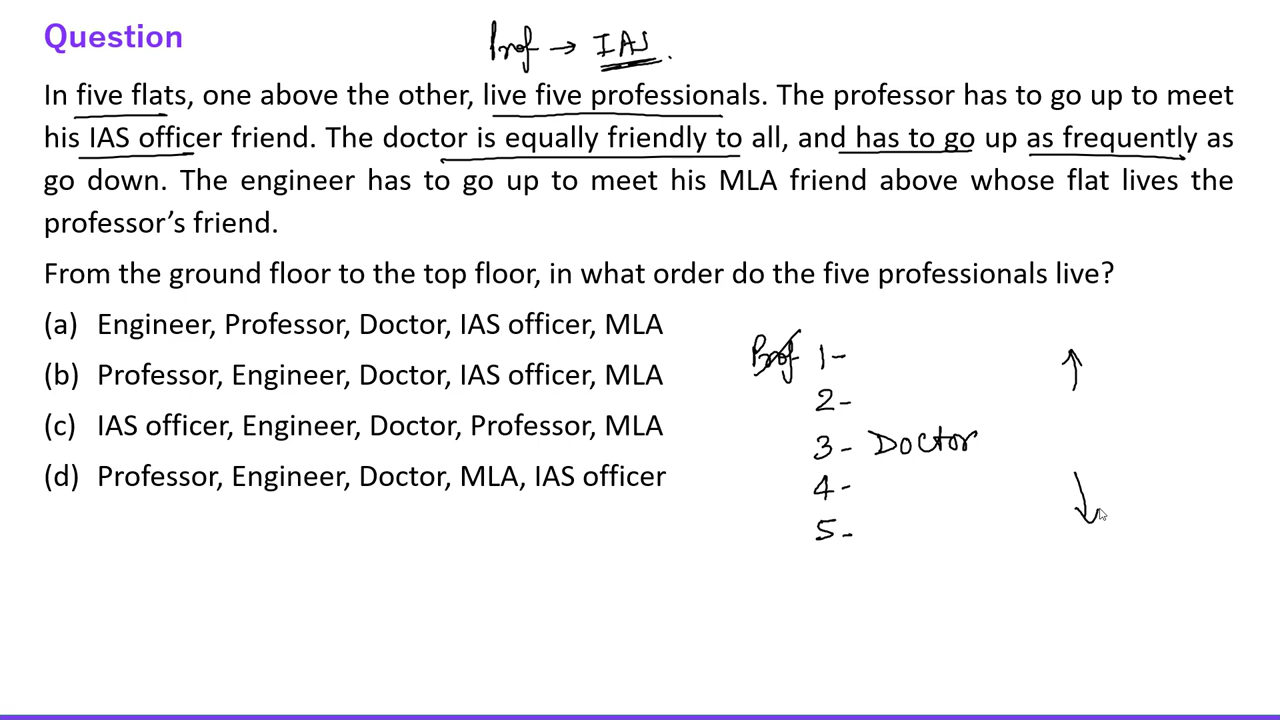 Question
Prof → IAS.
In five flats, one above the other, live five professionals. The professor has to go up to meet
his IAS officer friend. The doctor is equally friendly to all, and has to go up as frequently as
go down. The engineer has to go up to meet his MLA friend above whose flat lives the
professor’s friend.
From the ground floor to the top floor, in what order do the five professionals live?
(a) Engineer, Professor, Doctor, IAS officer, MLA
(b) Professor, Engineer, Doctor, IAS officer, MLA
(c) IAS officer, Engineer, Doctor, Professor, MLA
(d) Professor, Engineer, Doctor, MLA, IAS officer
Prof 1-
2-
3- Doctor
4-
5-